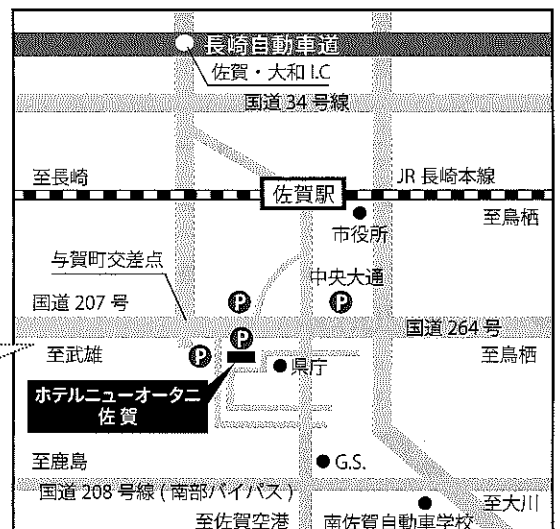 長崎自動車道
佐賀・大和 I.C
国道 34 号線
至長崎
JR 長崎本線
佐賀駅
市役所
至鳥栖
与賀町交差点
中央大通
国道 207 号
P
P
国道 264 号
至武雄
P
P
県庁
至鳥栖
ホテルニューオータニ
佐賀
至鹿島
G.S.
国道 208 号線 ( 南部バイパス )
至大川
至佐賀空港
南佐賀自動車学校